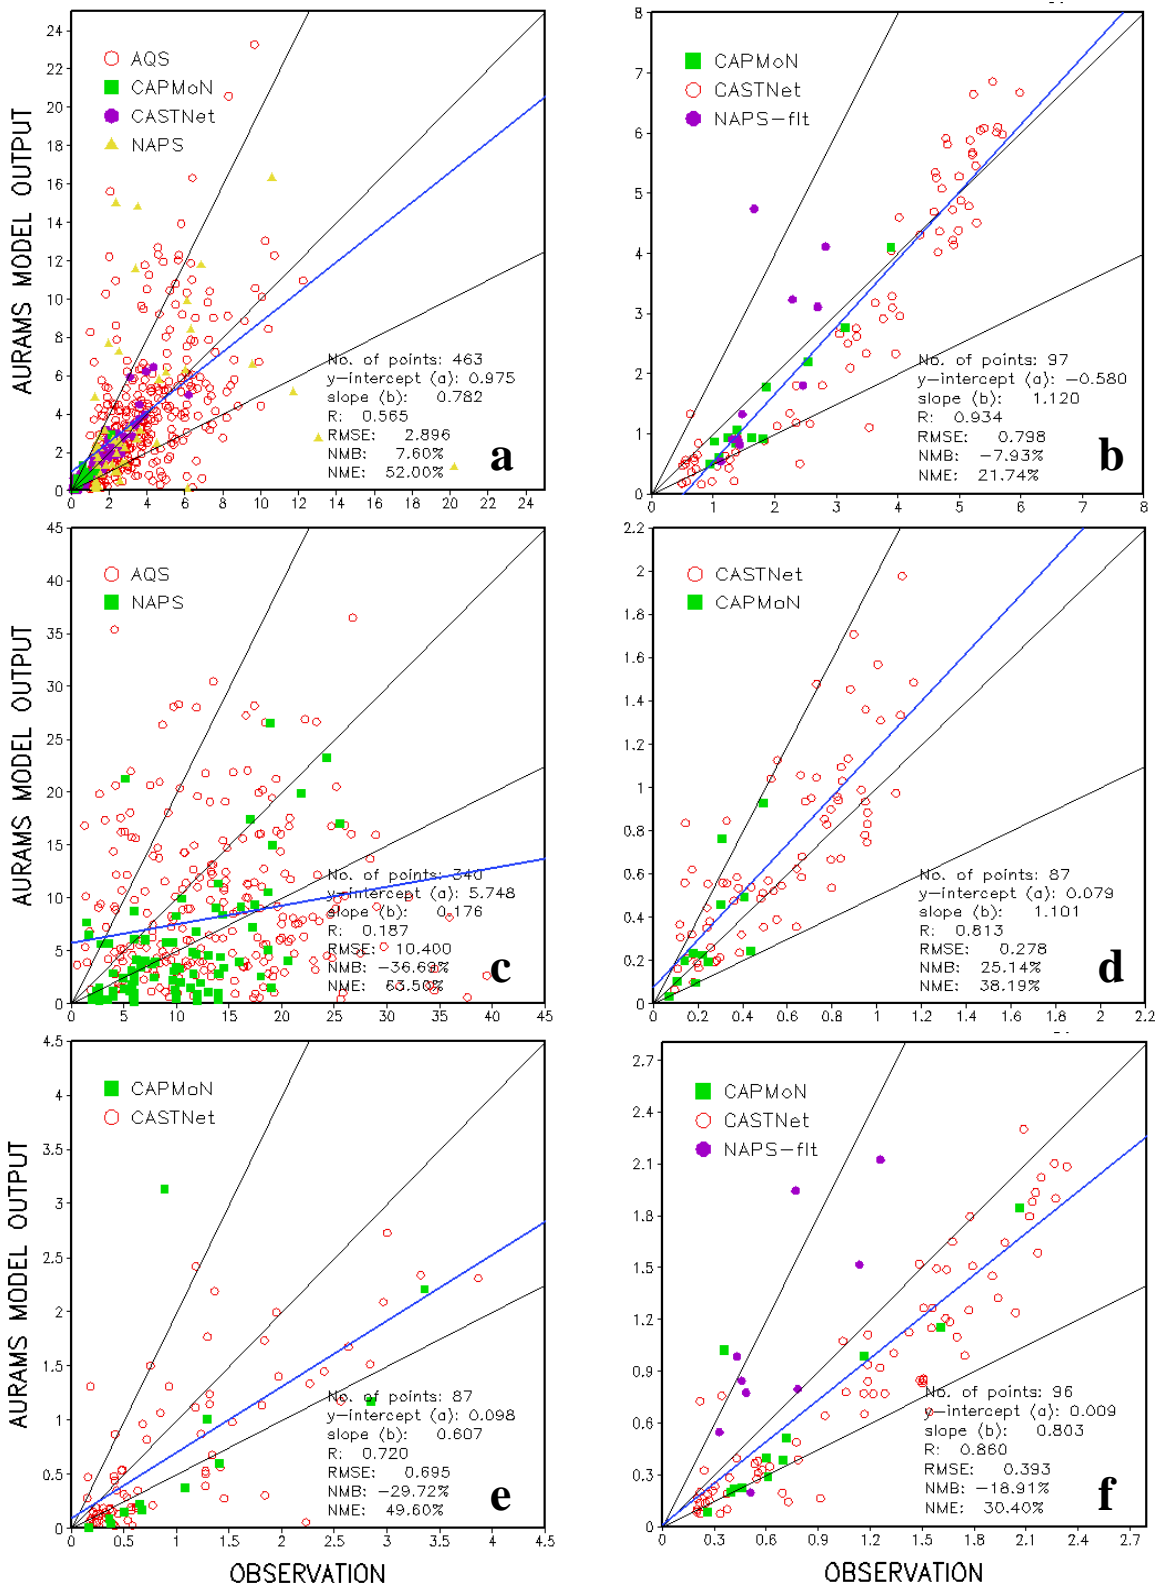 AURAMS MODEL OUTPUT
24
22
20
18
16
14
12
10
8
6
4
2
0
AQS
CAPMoN
CASTNet
NAPS
No. of points: 463
y-intercept (a): 0.975
slope (b): 0.782
R: 0.565
RMSE: 2.896
NMB: 7.60%
NME: 52.00%
a
0 2 4 6 8 10 12 14 16 18 20 22 24
8
7
6
5
4
3
2
1
0
CAPMoN
CASTNet
NAPS-flt
No. of points: 97
y-intercept (a): -0.580
slope (b): 1.120
R: 0.934
RMSE: 0.798
NMB: -7.93%
NME: 21.74%
b
0 1 2 3 4 5 6 7 8
AURAMS MODEL OUTPUT
45
40
35
30
25
20
15
10
5
0
AQS
NAPS
No. of points: 340
y-intercept (a): 5.748
slope (b): 0.176
R: 0.187
RMSE: 10.400
NMB: -36.69%
NME: 63.50%
c
0 5 10 15 20 25 30 35 40 45
2.2
2
1.8
1.6
1.4
1.2
1
0.8
0.6
0.4
0.2
0
CASTNet
CAPMoN
No. of points: 87
y-intercept (a): 0.079
slope (b): 1.101
R: 0.813
RMSE: 0.278
NMB: 25.14%
NME: 38.19%
d
0 0.2 0.4 0.6 0.8 1 1.2 1.4 1.6 1.8 2 2.2
AURAMS MODEL OUTPUT
4.5
4
3.5
3
2.5
2
1.5
1
0.5
0
CAPMoN
CASTNet
No. of points: 87
y-intercept (a): 0.098
slope (b): 0.607
R: 0.720
RMSE: 0.695
NMB: -29.72%
NME: 49.60%
e
0 0.5 1 1.5 2 2.5 3 3.5 4 4.5
OBSERVATION
2.7
2.4
2.1
1.8
1.5
1.2
0.9
0.6
0.3
0
CAPMoN
CASTNet
NAPS-flt
No. of points: 96
y-intercept (a): 0.009
slope (b): 0.803
R: 0.860
RMSE: 0.393
NMB: -18.91%
NME: 30.40%
f
0 0.3 0.6 0.9 1.2 1.5 1.8 2.1 2.4 2.7
OBSERVATION